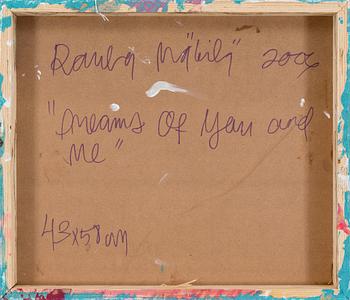 Rauha Mäkilä 2006
"Dreams Of You and
Me"
43x58cm